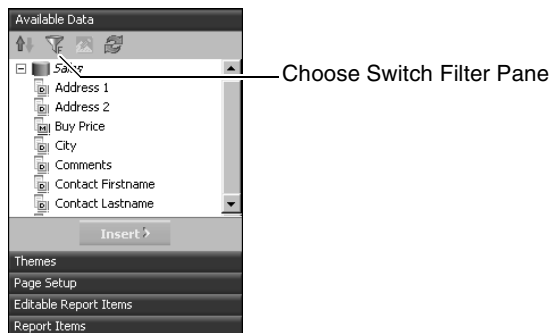 Available Data
Choose Switch Filter Pane
Sales
Address 1
Address 2
Buy Price
City
Comments
Contact Firstname
Contact Lastname
Insert
Themes
Page Setup
Editable Report Items
Report Items